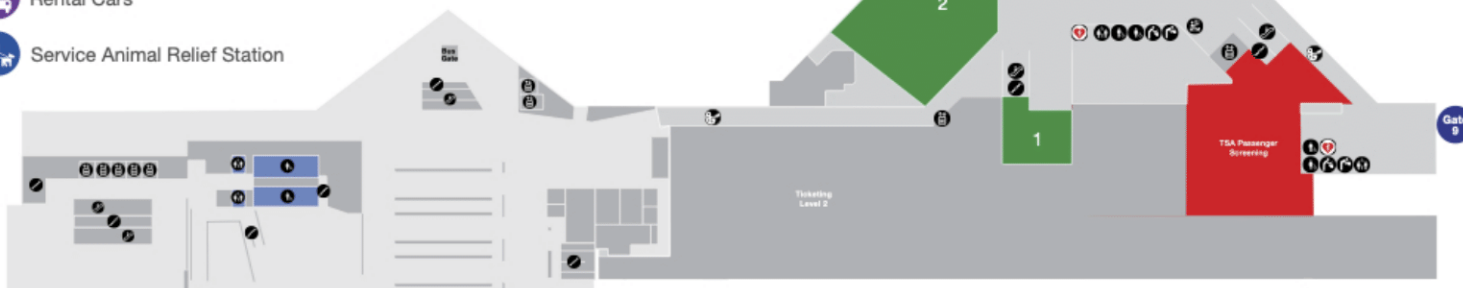 Rental Cars
Service Animal Relief Station
Bus
Gate
2
1
TSA Passenger
Screening
Ticketing
Level 2
Gate
9